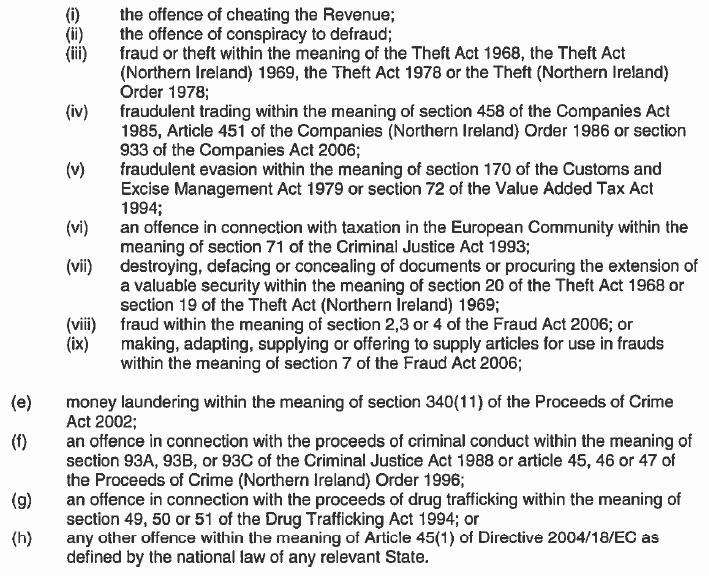 (i) the offence of cheating the Revenue;
(ii) the offence of conspiracy to defraud;
(iii) fraud or theft within the meaning of the Theft Act 1968, the Theft Act
(Northern Ireland) 1969, the Theft Act 1978 or the Theft (Northern Ireland)
Order 1978;
(iv) fraudulent trading within the meaning of section 458 of the Companies Act
1985, Article 451 of the Companies (Northern Ireland) Order 1986 or section
933 of the Companies Act 2006;
(v) fraudulent evasion within the meaning of section 170 of the Customs and
Excise Management Act 1979 or section 72 of the Value Added Tax Act
1994;
(vi) an offence in connection with taxation in the European Community within the
meaning of section 71 of the Criminal Justice Act 1993;
(vii) destroying, defacing or concealing of documents or procuring the extension of
a valuable security within the meaning of section 20 of the Theft Act 1968 or
section 19 of the Theft Act (Northern Ireland) 1969;
(viii) fraud within the meaning of section 2,3 or 4 of the Fraud Act 2006; or
(ix) making, adapting, supplying or offering to supply articles for use in frauds
within the meaning of section 7 of the Fraud Act 2006;
(e) money laundering within the meaning of section 340(11) of the Proceeds of Crime
Act 2002;
(f) an offence in connection with the proceeds of criminal conduct within the meaning of
section 93A, 93B, or 93C of the Criminal Justice Act 1988 or article 45, 46 or 47 of
the Proceeds of Crime (Northern Ireland) Order 1996;
(g) an offence in connection with the proceeds of drug trafficking within the meaning of
section 49, 50 or 51 of the Drug Trafficking Act 1994; or
(h) any other offence within the meaning of Article 45(1) of Directive 2004/18/EC as
defined by the national law of any relevant State.